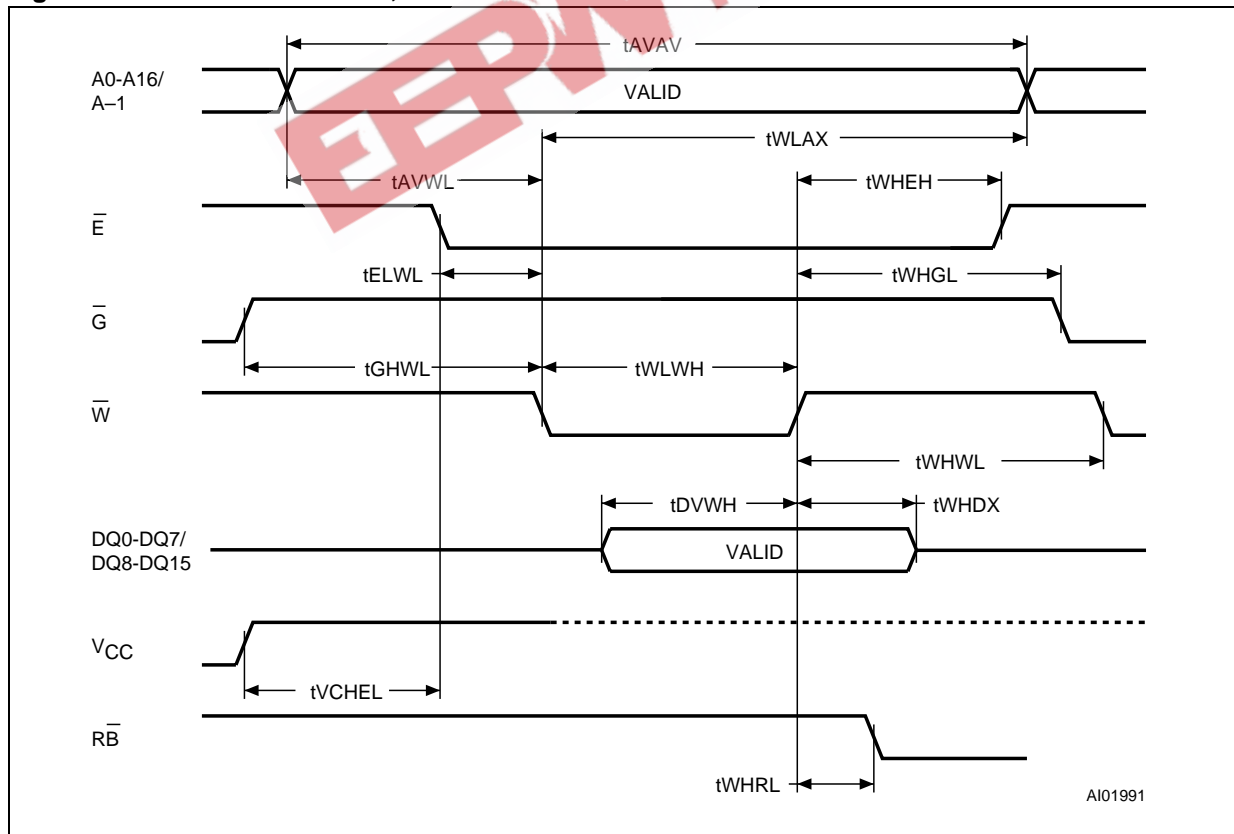 tAVAV
A0-A16/
A–1
VALID
tWLAX
tAVWL
tWHEH
E̅
tELWL
tWHGL
G̅
tGHWL
tWLWH
W̅
tWHWL
tDVWH
tWHDX
DQ0-DQ7/
DQ8-DQ15
VALID
VCC
tVCHEL
RB̅
tWHRL
AI01991